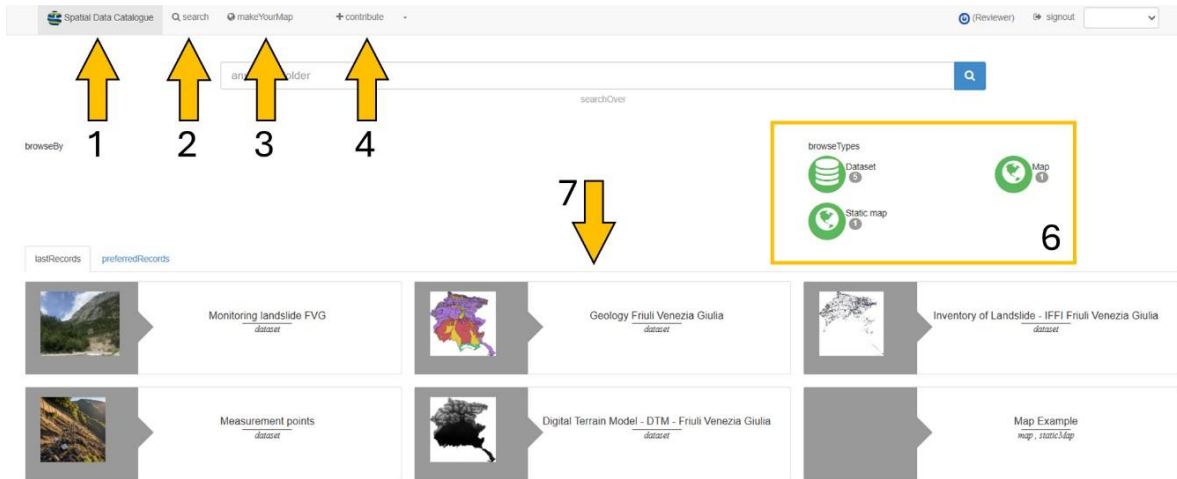 Spatial Data Catalogue search makeYourMap contribute (Reviewer) signout
searchOver
1 2 3 4
browseBy
browseTypes
Dataset
5
Map
1
Static map
1
6
7
lastRecords preferredRecords
Monitoring landslide FVG
dataset
Geology Friuli Venezia Giulia
dataset
Inventory of Landslide - IFFI Friuli Venezia Giulia
dataset
Measurement points
dataset
Digital Terrain Model - DTM - Friuli Venezia Giulia
dataset
Map Example
map , staticMap